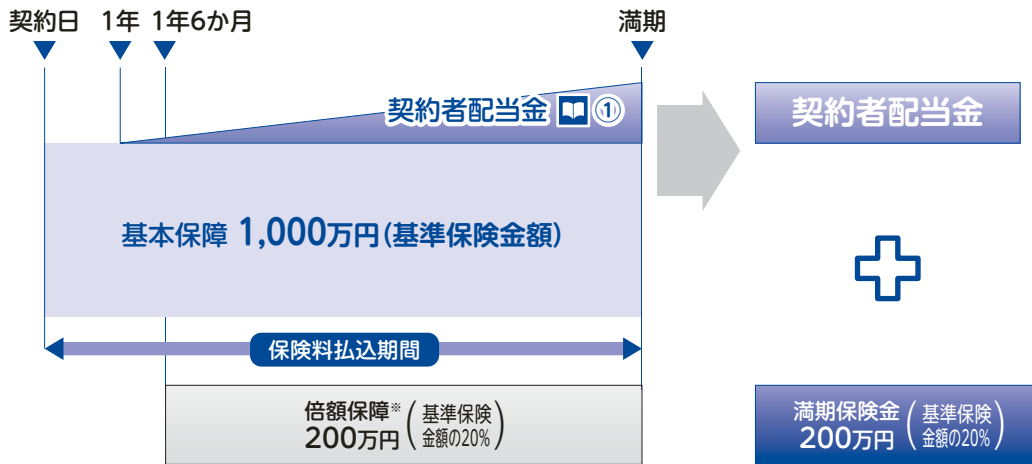 契約日 1年 1年6か月 満期
契約者配当金 ①
契約者配当金
基本保障 1,000万円(基準保険金額)
保険料払込期間
倍額保障※
200万円
(基準保険
金額の20%)
満期保険金
200万円
(基準保険
金額の20%)